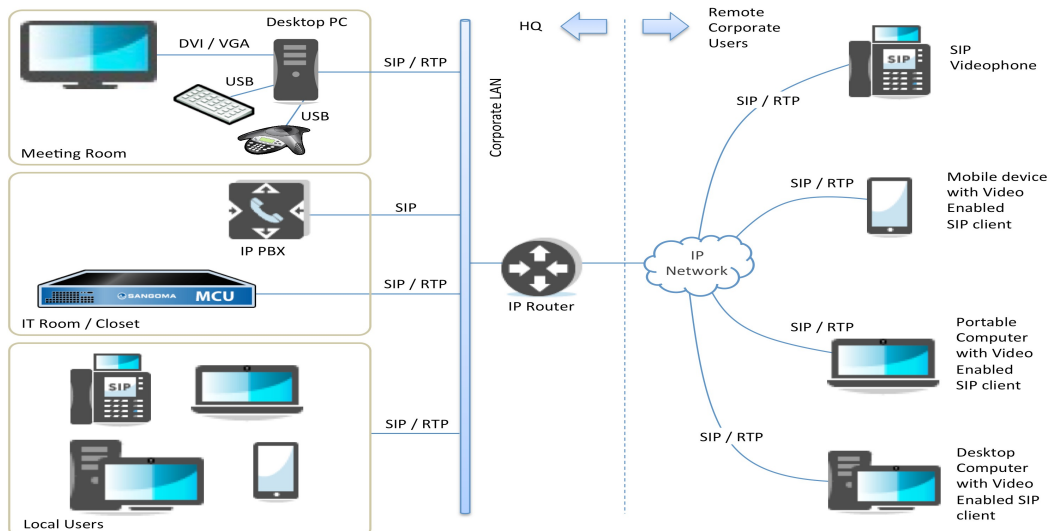 Desktop PC
DVI / VGA
USB
USB
Meeting Room
SIP / RTP
IP PBX
SIP
SANGOMA MCU
SIP / RTP
IT Room / Closet
SIP
SIP / RTP
Local Users
Corporate LAN
IP Router
HQ
Remote
Corporate
Users
IP
Network
SIP / RTP
SIP
SIP
Videophone
SIP / RTP
Mobile device
with Video
Enabled
SIP client
SIP / RTP
Portable
Computer
with Video
Enabled
SIP client
SIP / RTP
Desktop
Computer
with Video
Enabled SIP
client